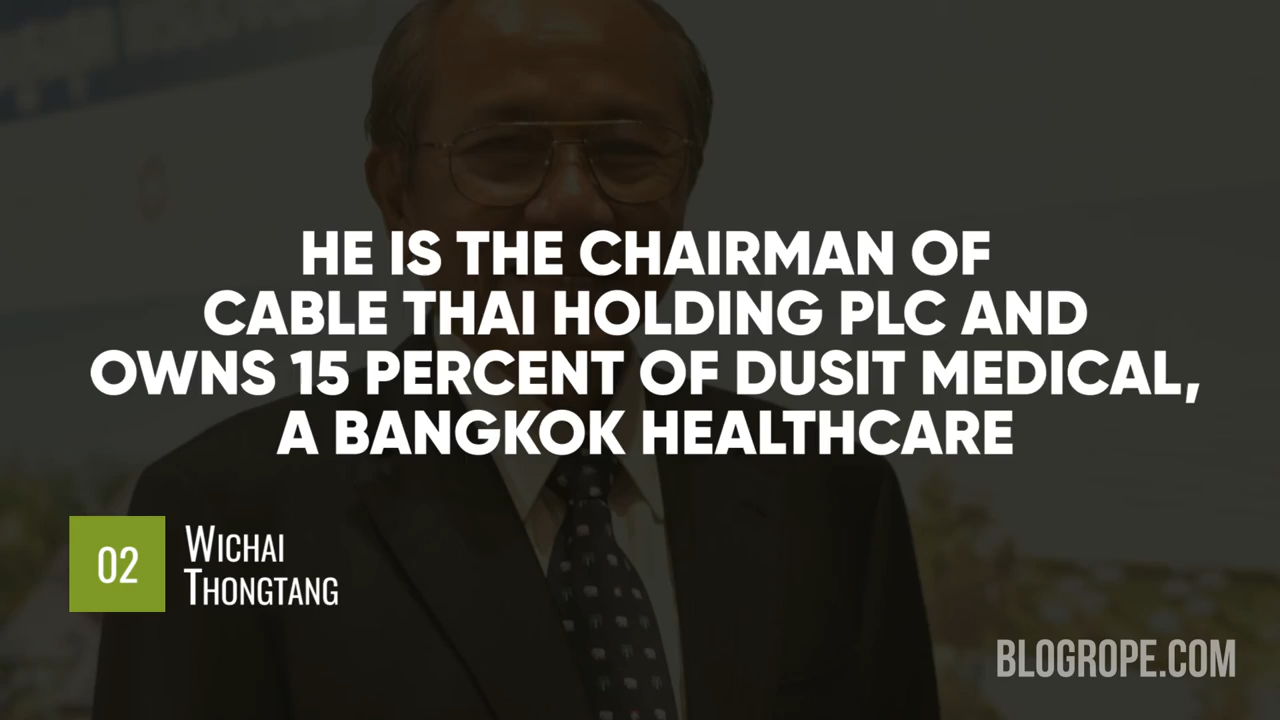 HE IS THE CHAIRMAN OF
CABLE THAI HOLDING PLC AND
OWNS 15 PERCENT OF DUSIT MEDICAL,
A BANGKOK HEALTHCARE
02
WICHAI
THONGTANG
BLOGROPE.COM